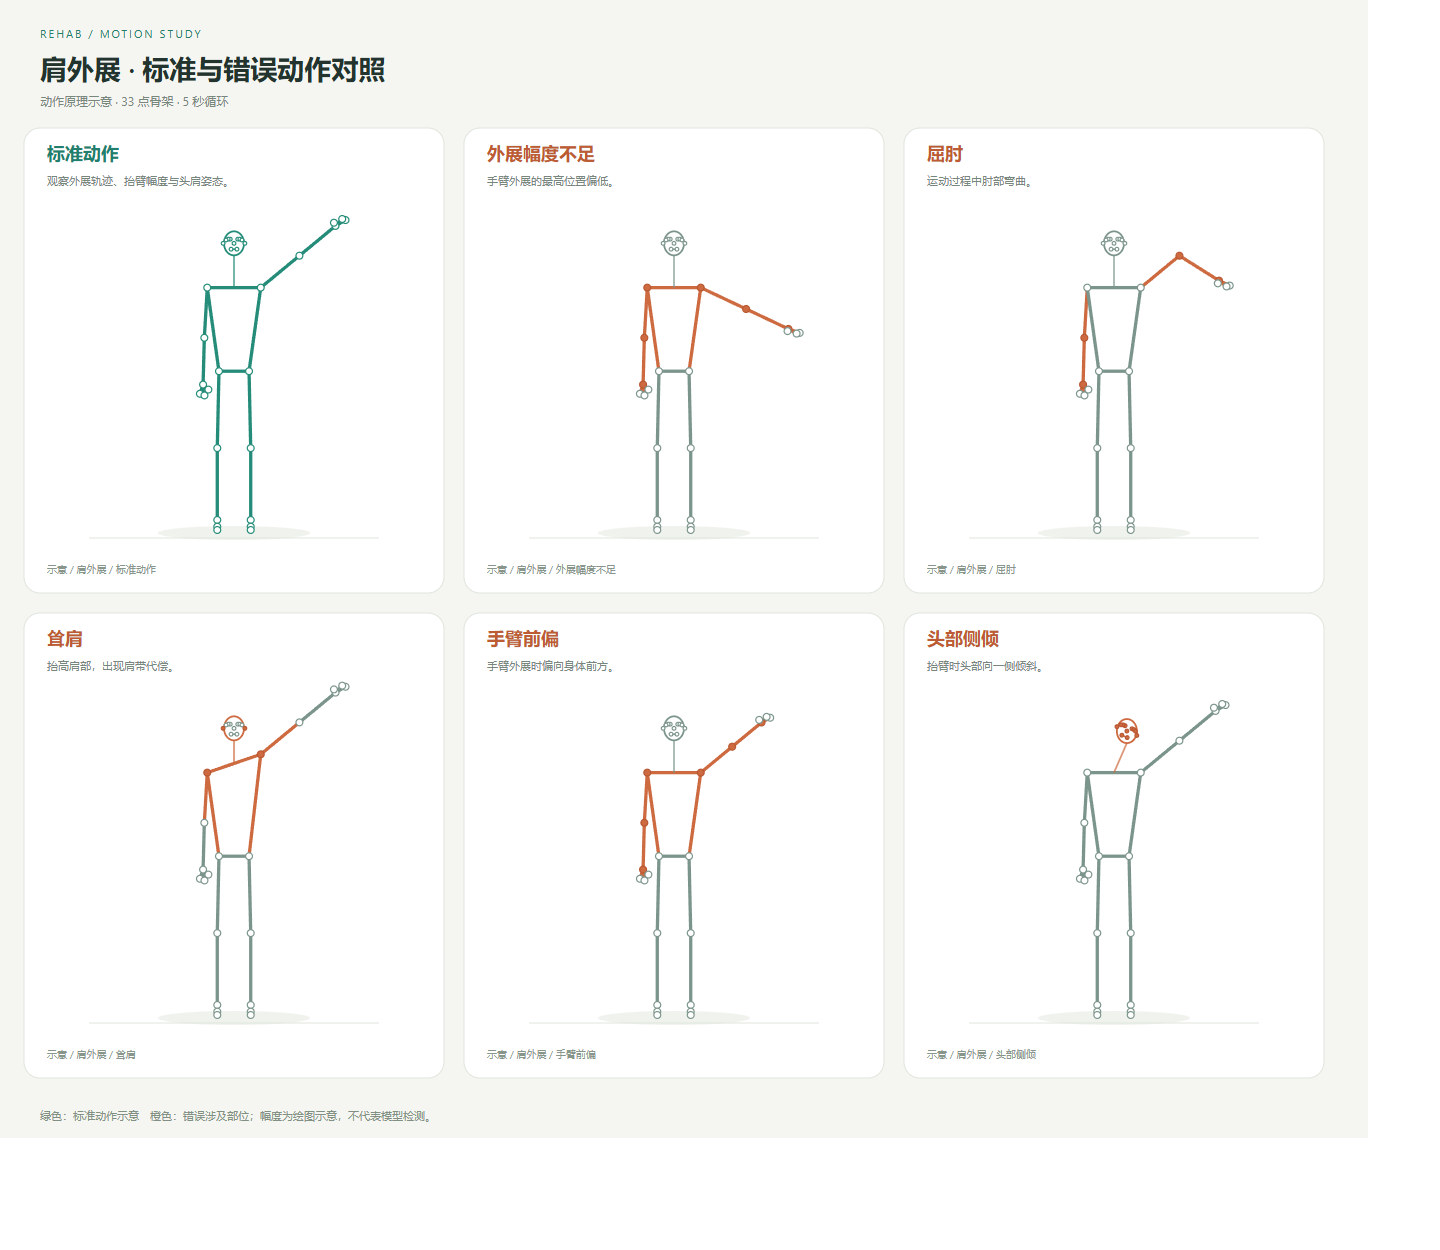 REHAB / MOTION STUDY
肩外展 · 标准与错误动作对照
动作原理示意 · 33 点骨架 · 5 秒循环
标准动作
观察外展轨迹、抬臂幅度与头肩姿态。
示意 / 肩外展 / 标准动作
外展幅度不足
手臂外展的最高位置偏低。
示意 / 肩外展 / 外展幅度不足
屈肘
运动过程中肘部弯曲。
示意 / 肩外展 / 屈肘
耸肩
抬高肩部，出现肩带代偿。
示意 / 肩外展 / 耸肩
手臂前偏
手臂外展时偏向身体前方。
示意 / 肩外展 / 手臂前偏
头部侧倾
抬臂时头部向一侧倾斜。
示意 / 肩外展 / 头部侧倾
绿色：标准动作示意　橙色：错误涉及部位；幅度为绘图示意，不代表模型检测。